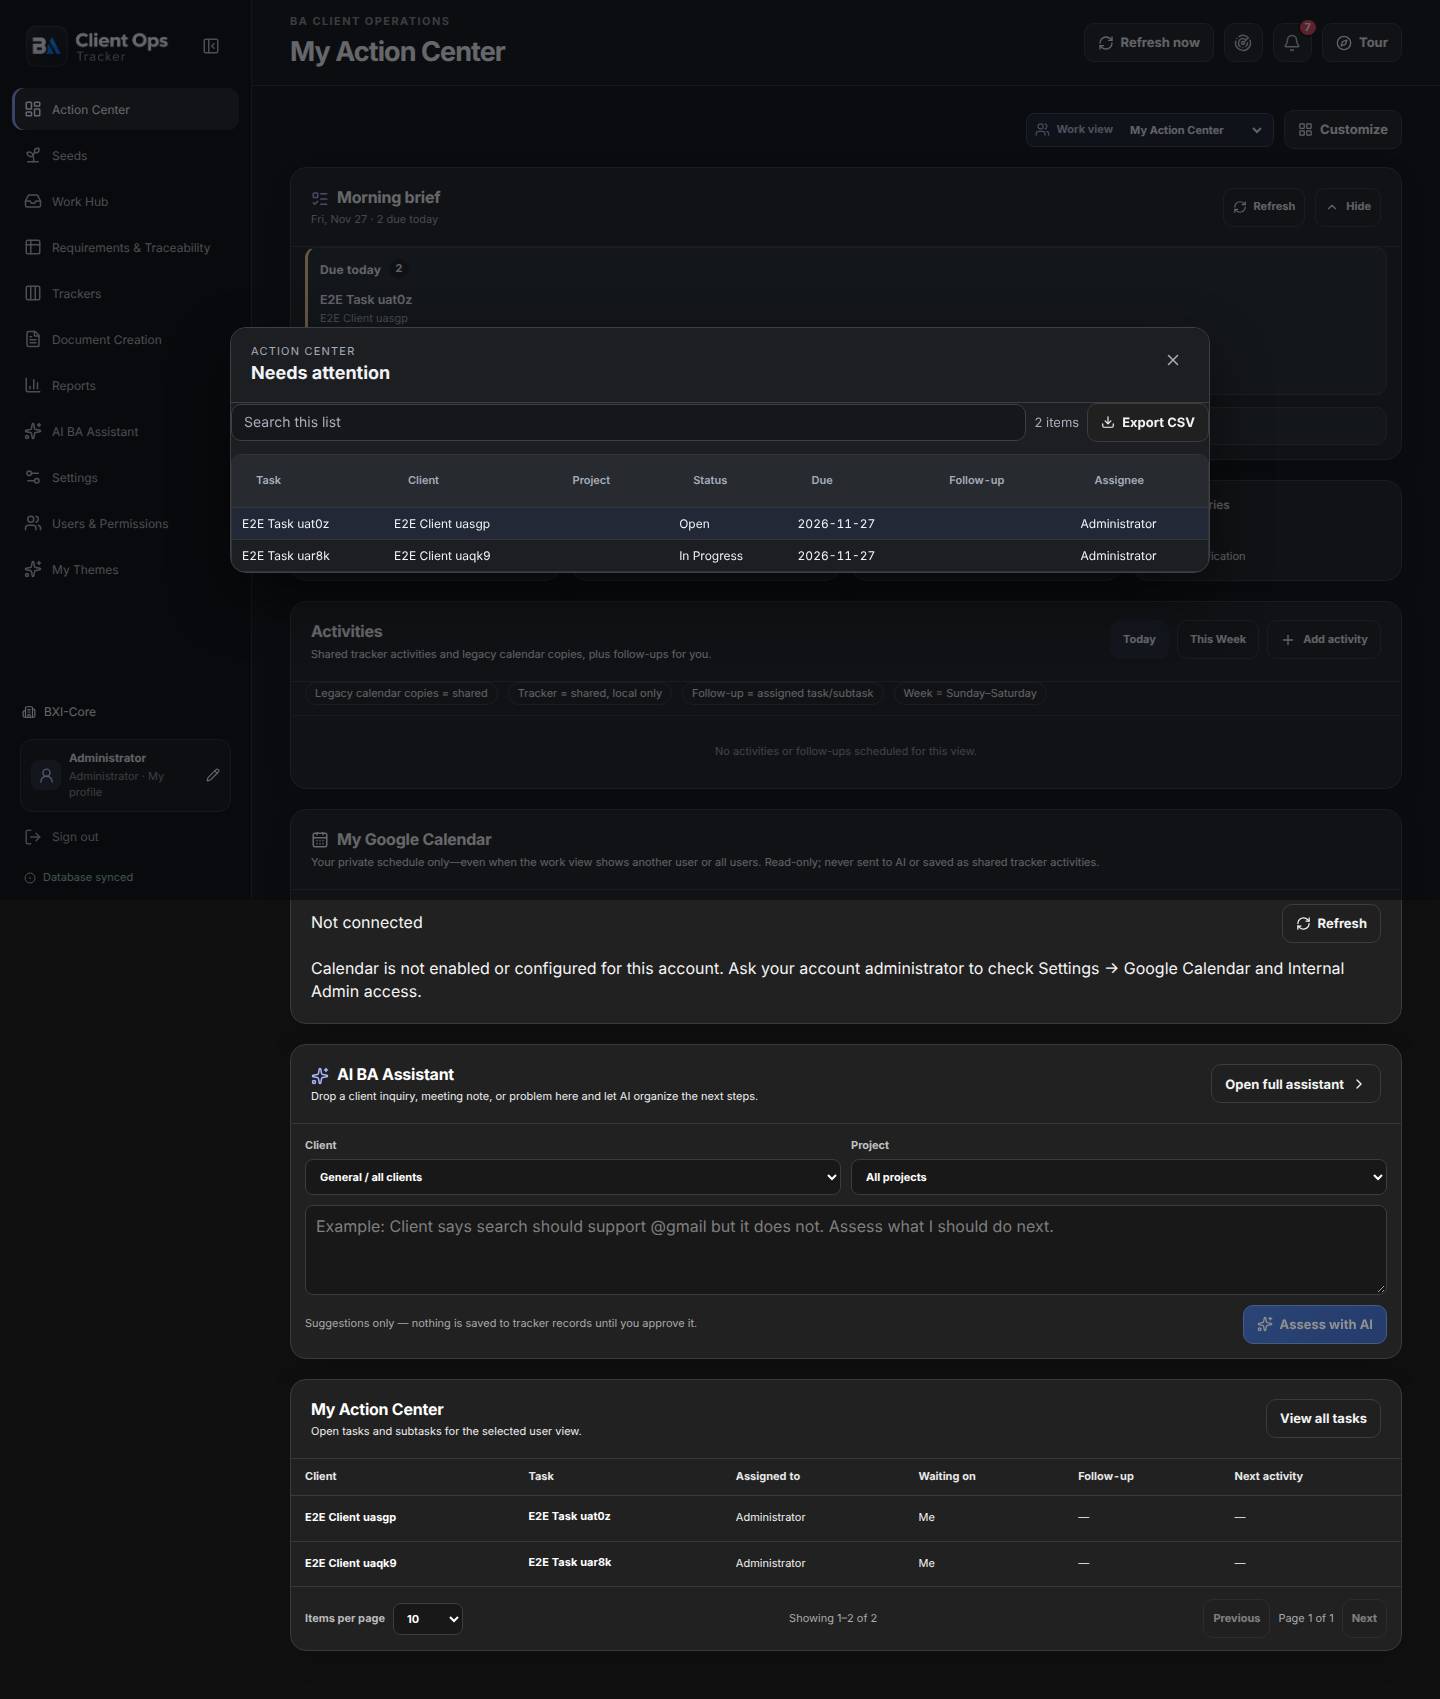 BA Client Ops
Tracker
Action Center
Seeds
Work Hub
Requirements & Traceability
Trackers
Document Creation
Reports
AI BA Assistant
Settings
Users & Permissions
My Themes
BXI-Core
Administrator
Administrator · My
profile
Sign out
Database synced
BA CLIENT OPERATIONS
My Action Center
Refresh now
7
Tour
Work view My Action Center
Customize
Morning brief
Fri, Nov 27 · 2 due today
Refresh
Hide
Due today 2
E2E Task uat0z
E2E Client uasgp
ACTION CENTER
Needs attention
Search this list
2 items
Export CSV
Task Client Project Status Due Follow-up Assignee
E2E Task uat0z E2E Client uasgp Open 2026-11-27 Administrator
E2E Task uar8k E2E Client uaqk9 In Progress 2026-11-27 Administrator
Activities
Shared tracker activities and legacy calendar copies, plus follow-ups for you.
Today
This Week
Add activity
Legacy calendar copies = shared
Tracker = shared, local only
Follow-up = assigned task/subtask
Week = Sunday–Saturday
No activities or follow-ups scheduled for this view.
My Google Calendar
Your private schedule only—even when the work view shows another user or all users. Read-only; never sent to AI or saved as shared tracker activities.
Not connected
Refresh
Calendar is not enabled or configured for this account. Ask your account administrator to check Settings → Google Calendar and Internal
Admin access.
AI BA Assistant
Drop a client inquiry, meeting note, or problem here and let AI organize the next steps.
Open full assistant
Client
Project
General / all clients
All projects
Example: Client says search should support @gmail but it does not. Assess what I should do next.
Suggestions only — nothing is saved to tracker records until you approve it.
Assess with AI
My Action Center
Open tasks and subtasks for the selected user view.
View all tasks
Client Task Assigned to Waiting on Follow-up Next activity
E2E Client uasgp E2E Task uat0z Administrator Me — —
E2E Client uaqk9 E2E Task uar8k Administrator Me — —
Items per page 10
Showing 1–2 of 2
Previous Page 1 of 1 Next